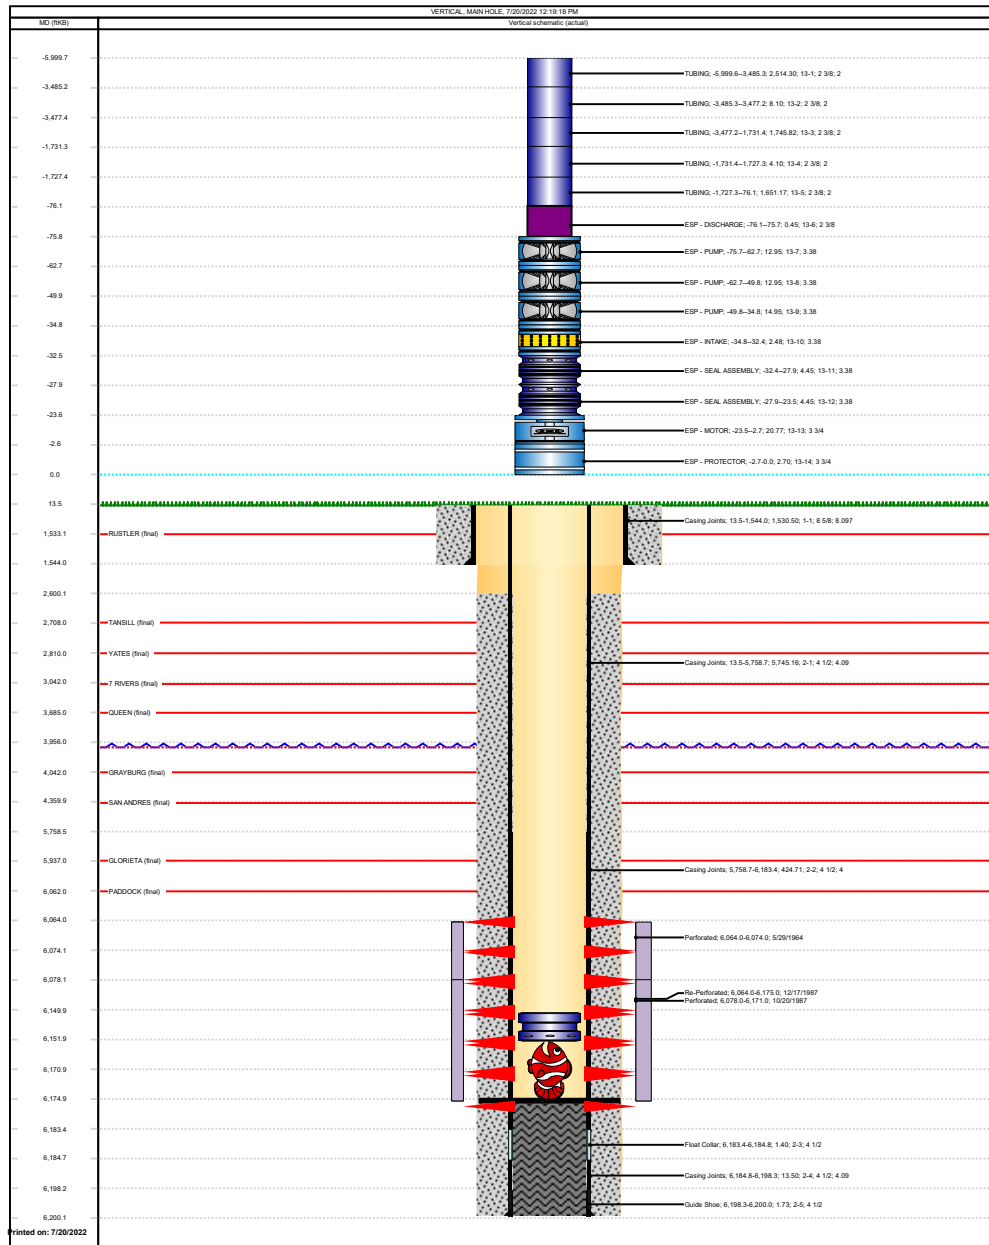 VERTICAL, MAIN HOLE, 7/20/2022 12:19:18 PM
MD (ftKB)
Vertical schematic (actual)
-5,999.7
TUBING; -5,999.6--3,485.3; 2,514.30; 13-1; 2 3/8; 2
-3,485.2
TUBING; -3,485.3--3,477.2; 8.10; 13-2; 2 3/8; 2
-3,477.4
TUBING; -3,477.2--1,731.4; 1,745.82; 13-3; 2 3/8; 2
-1,731.3
TUBING; -1,731.4--1,727.3; 4.10; 13-4; 2 3/8; 2
-1,727.4
TUBING; -1,727.3--76.1; 1,651.17; 13-5; 2 3/8; 2
-76.1
ESP - DISCHARGE; -76.1--75.7; 0.45; 13-6; 2 3/8
-75.8
ESP - PUMP; -75.7--62.7; 12.95; 13-7; 3.38
-62.7
ESP - PUMP; -62.7--49.8; 12.95; 13-8; 3.38
-49.9
ESP - PUMP; -49.8--34.8; 14.95; 13-9; 3.38
-34.8
ESP - INTAKE; -34.8--32.4; 2.48; 13-10; 3.38
-32.5
ESP - SEAL ASSEMBLY; -32.4--27.9; 4.45; 13-11; 3.38
-27.9
ESP - SEAL ASSEMBLY; -27.9--23.5; 4.45; 13-12; 3.38
-23.6
ESP - MOTOR; -23.5--2.7; 20.77; 13-13; 3 3/4
-2.6
ESP - PROTECTOR; -2.7-0.0; 2.70; 13-14; 3 3/4
0.0
13.5
Casing Joints; 13.5-1,544.0; 1,530.50; 1-1; 8 5/8; 8.097
1,533.1
RUSTLER (final)
1,544.0
2,600.1
2,708.0
TANSILL (final)
2,810.0
YATES (final)
Casing Joints; 13.5-5,758.7; 5,745.16; 2-1; 4 1/2; 4.09
3,042.0
7 RIVERS (final)
3,685.0
QUEEN (final)
3,956.0
4,042.0
GRAYBURG (final)
4,359.9
SAN ANDRES (final)
5,758.5
5,937.0
GLORIETA (final)
Casing Joints; 5,758.7-6,183.4; 424.71; 2-2; 4 1/2; 4
6,062.0
PADDOCK (final)
6,064.0
Perforated; 6,064.0-6,074.0; 5/29/1964
6,074.1
6,078.1
Re-Perforated; 6,064.0-6,175.0; 12/17/1987
Perforated; 6,078.0-6,171.0; 10/20/1987
6,149.9
6,151.9
6,170.9
6,174.9
6,183.4
Float Collar; 6,183.4-6,184.8; 1.40; 2-3; 4 1/2
6,184.7
Casing Joints; 6,184.8-6,198.3; 13.50; 2-4; 4 1/2; 4.09
6,198.2
Guide Shoe; 6,198.3-6,200.0; 1.73; 2-5; 4 1/2
6,200.1
Printed on: 7/20/2022